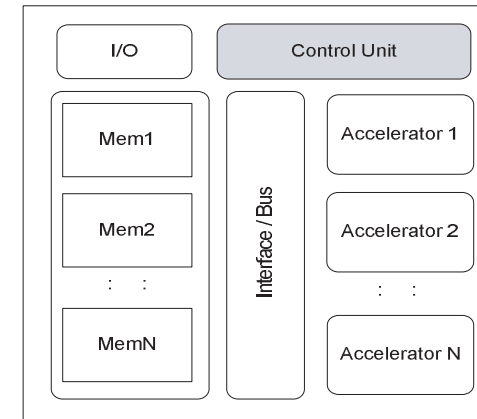 I/O
Control Unit
Mem1
Mem2
: :
MemN
Interface / Bus
Accelerator 1
Accelerator 2
: :
Accelerator N